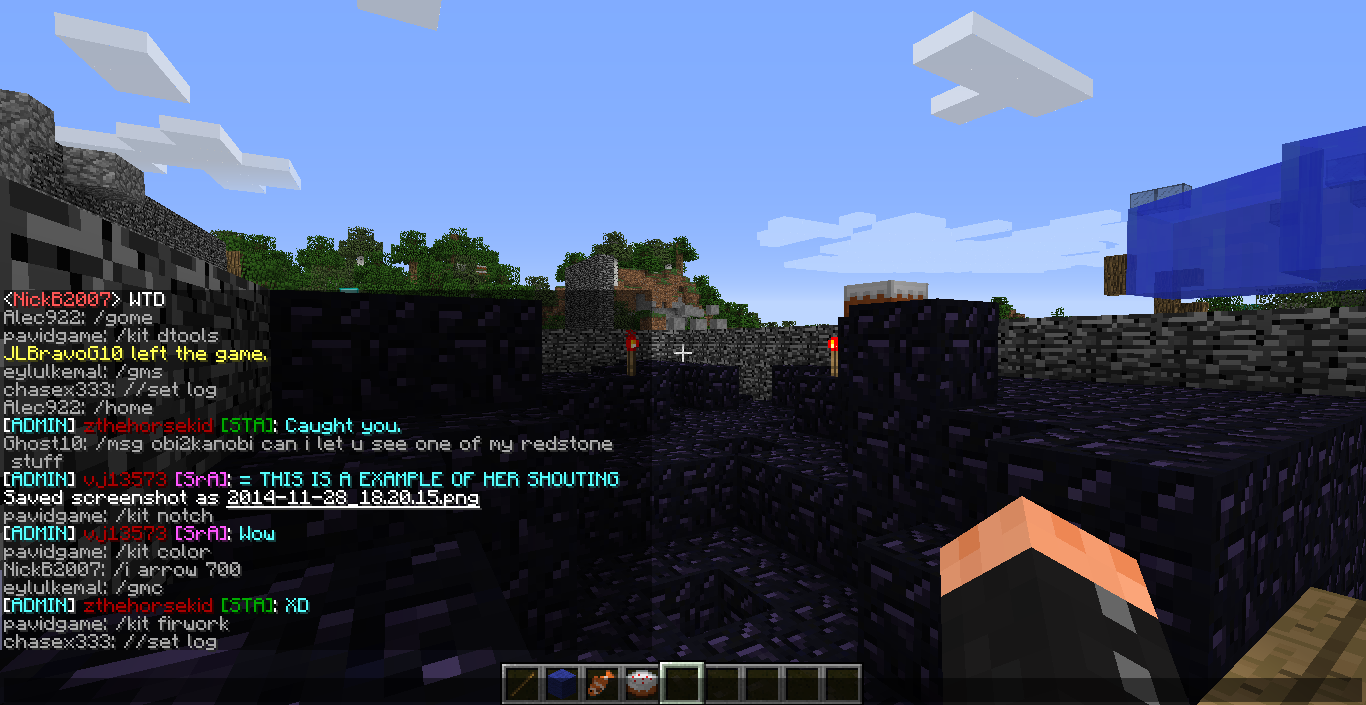 <NickB2007> WTD
Alec922: /gome
pavidgame: /kit dtools
JLBravoG10 left the game.
eylulkemal: /gms
chasex333: //set log
Alec922: /home
[ADMIN] zthehorsekid [STA]: Caught you.
Ghost10: /msg obi2kanobi can i let u see one of my redstone
stuff
[ADMIN] vj13573 [SrA]: = THIS IS A EXAMPLE OF HER SHOUTING
Saved screenshot as 2014-11-28_18.20.15.png
pavidgame: /kit notch
[ADMIN] vj13573 [SrA]: Wow
pavidgame: /kit color
NickB2007: /i arrow 700
eylulkemal: /gmc
[ADMIN] zthehorsekid [STA]: XD
pavidgame: /kit firwork
chasex333: //set log